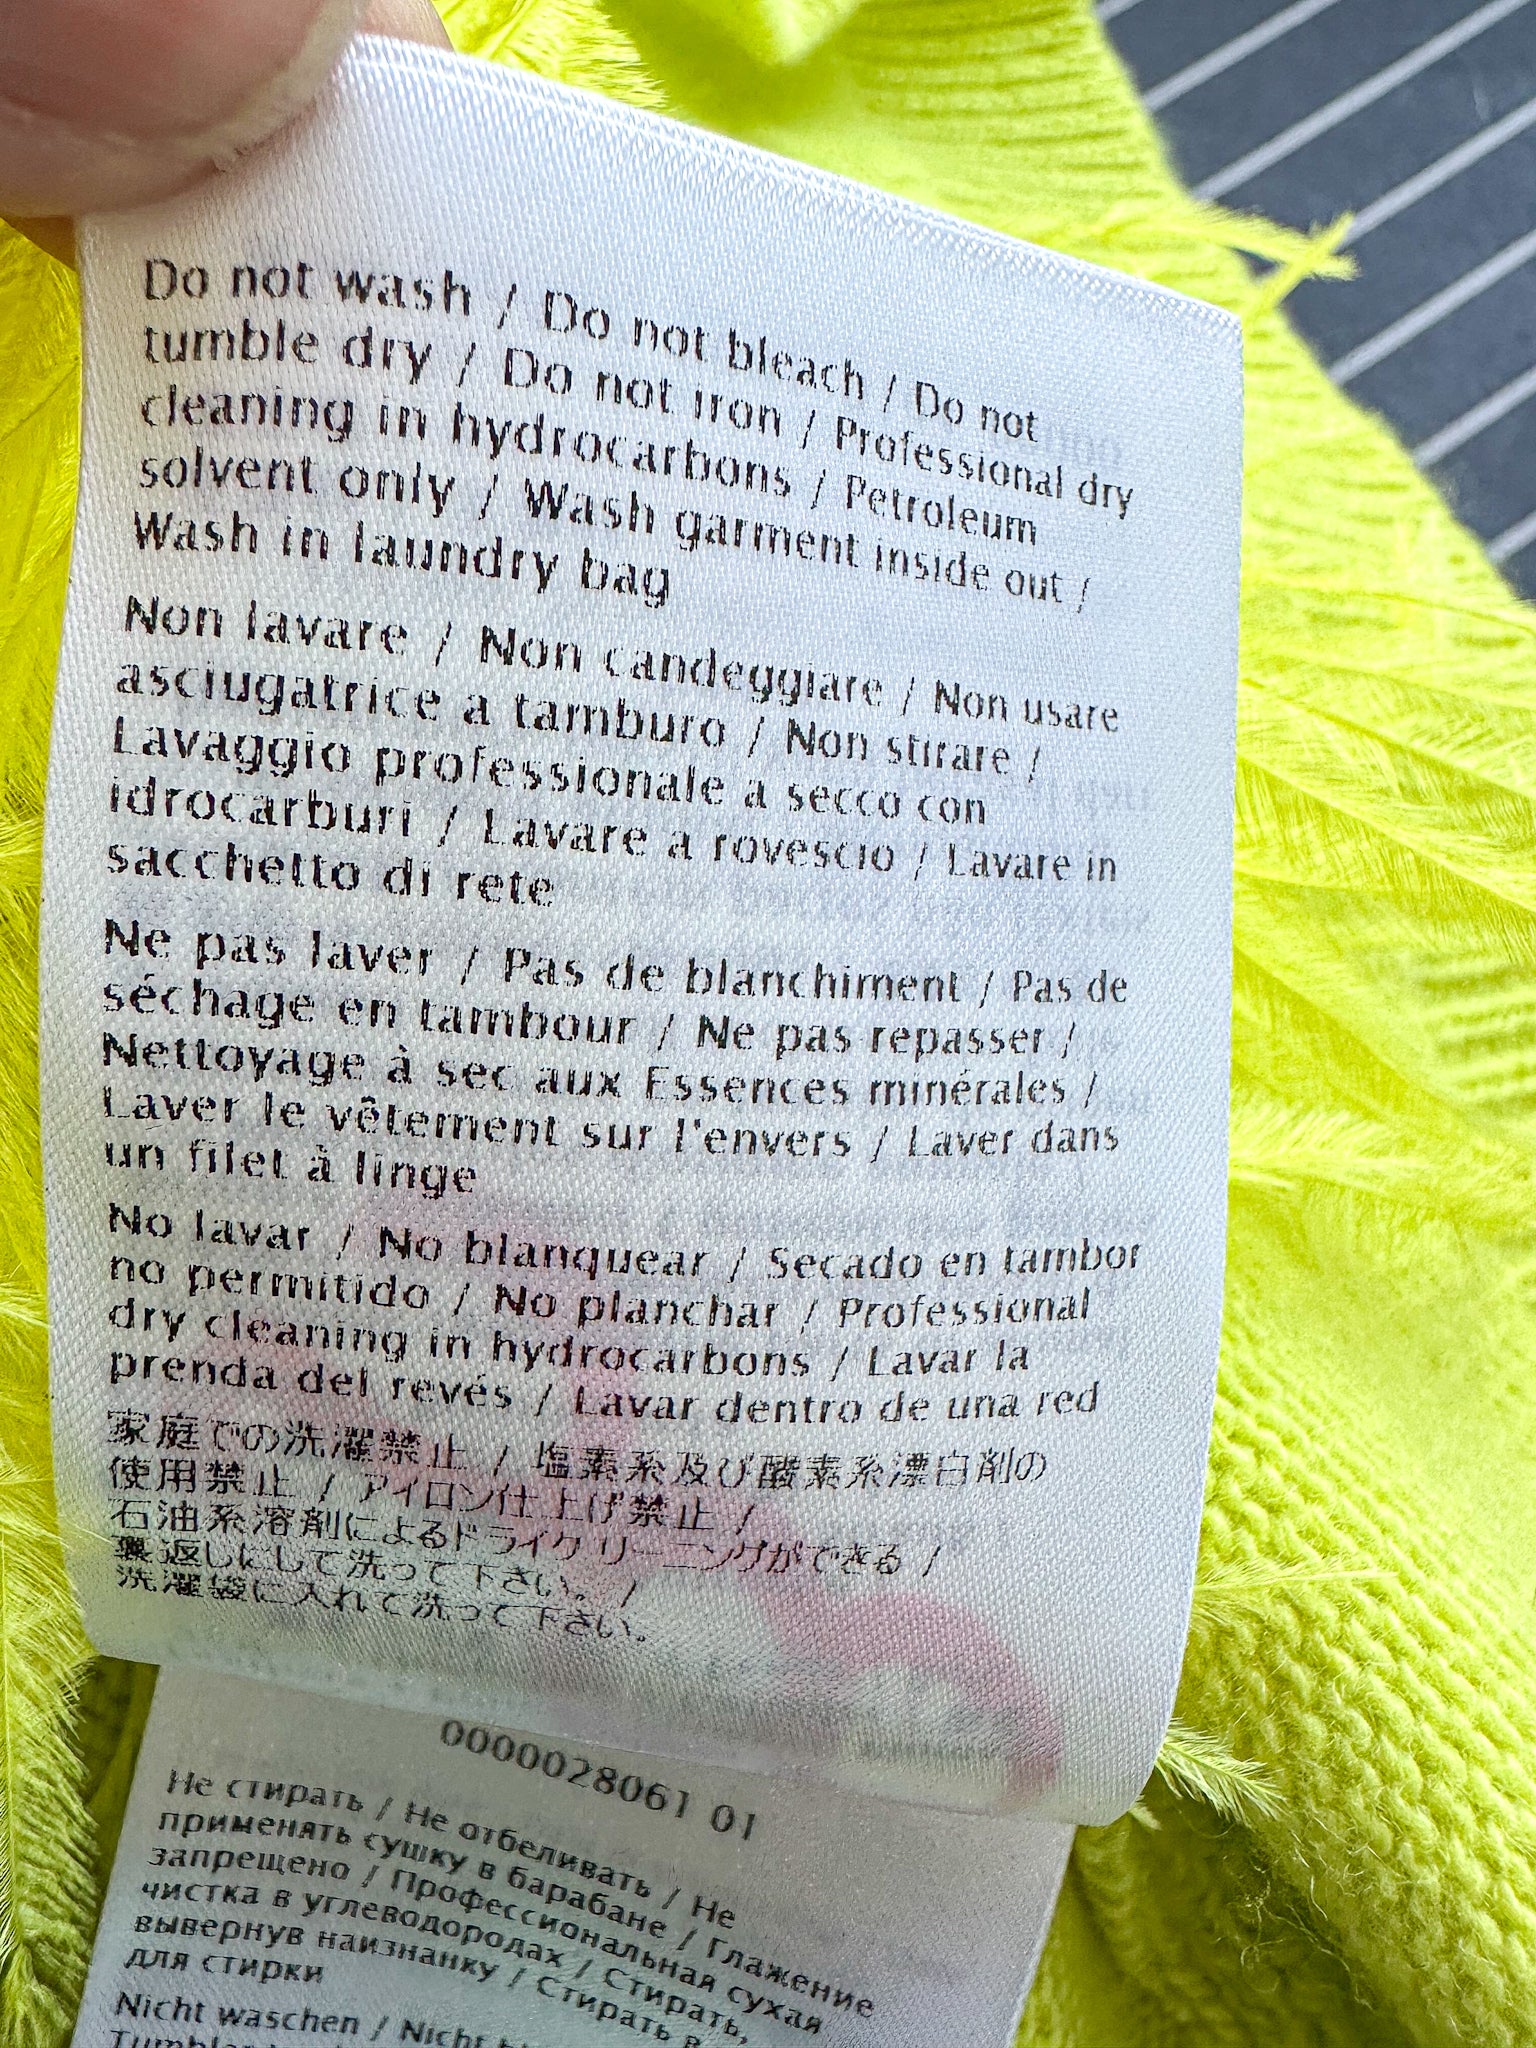 Do not wash / Do not bleach / Do not
tumble dry / Do not iron / Professional dry
cleaning in hydrocarbons / Petroleum
solvent only / Wash garment inside out /
Wash in laundry bag
Non lavare / Non candeggiare / Non usare
asciugatrice a tamburo / Non stirare /
Lavaggio professionale a secco con
idrocarburi / Lavare a rovescio / Lavare in
sacchetto di rete
Ne pas laver / Pas de blanchiment / Pas de
séchage en tambour / Ne pas repasser /
Nettoyage à sec aux Essences minérales /
Laver le vêtement sur l'envers / Laver dans
un filet à linge
No lavar / No blanquear / Secado en tambor
no permitido / No planchar / Professional
dry cleaning in hydrocarbons / Lavar la
prenda del revés / Lavar dentro de una red
家庭での洗濯禁止 / 塩素系及び酸素系漂白剤の
使用禁止 / アイロン仕上げ禁止 /
石油系溶剤によるドライクリーニングができる /
裏返しにして洗って下さい。 /
洗濯袋に入れて洗って下さい。
0000028061 01
Не стирать / Не отбеливать / Не
применять сушку в барабане / Глажение
запрещено / Профессиональная сухая
чистка в углеводородах / Стирать,
вывернув наизнанку / Стирать в
для стирки
Nicht waschen / Nicht